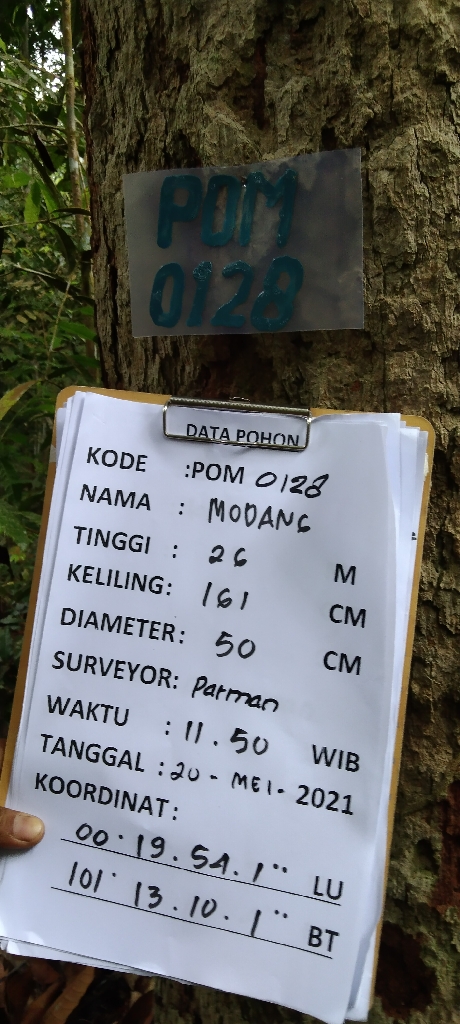 POM
0128
DATA POHON
KODE :POM 0128
NAMA : MODANG
TINGGI : 26 M
KELILING: 161 CM
DIAMETER: 50 CM
SURVEYOR: Parman
WAKTU : 11.50 WIB
TANGGAL : 20 - MEI - 2021
KOORDINAT:
00° 19. 54. 1" LU
101° 13. 10. 1" BT